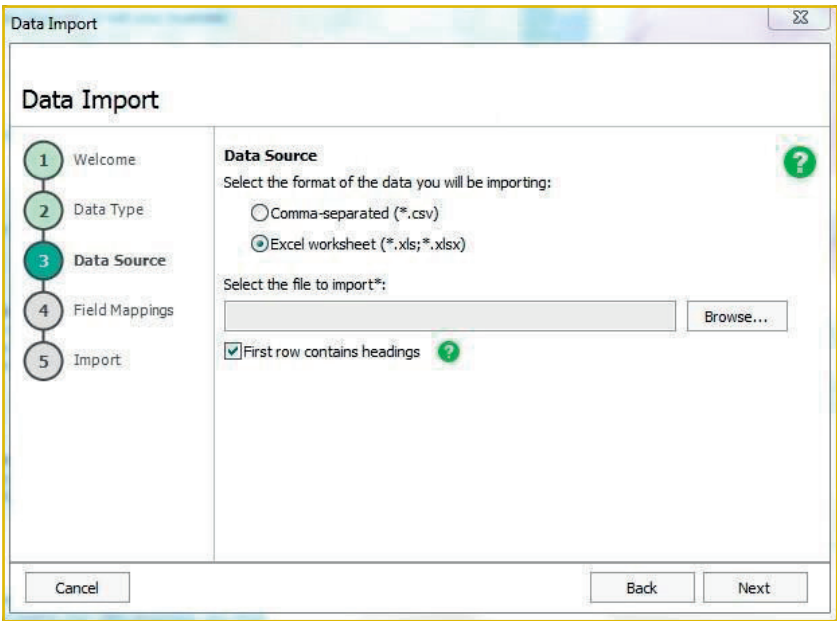 Data Import
Data Import
1 Welcome
2 Data Type
3 Data Source
4 Field Mappings
5 Import
Data Source
?
Select the format of the data you will be importing:
Comma-separated (*.csv)
Excel worksheet (*.xls;*.xlsx)
Select the file to import*:
Browse...
First row contains headings ?
Cancel
Back
Next